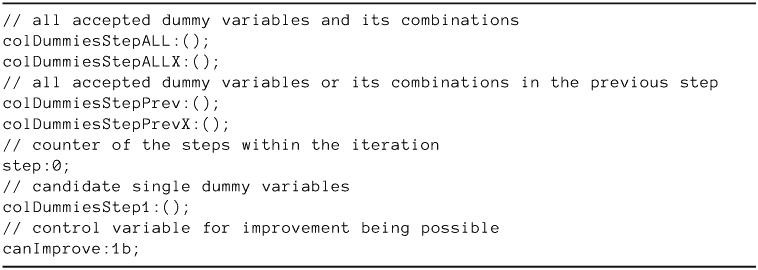 // all accepted dummy variables and its combinations
colDummiesStepALL:();
colDummiesStepALLX:();
// all accepted dummy variables or its combinations in the previous step
colDummiesStepPrev:();
colDummiesStepPrevX:();
// counter of the steps within the iteration
step:0;
// candidate single dummy variables
colDummiesStep1:();
// control variable for improvement being possible
canImprove:1b;